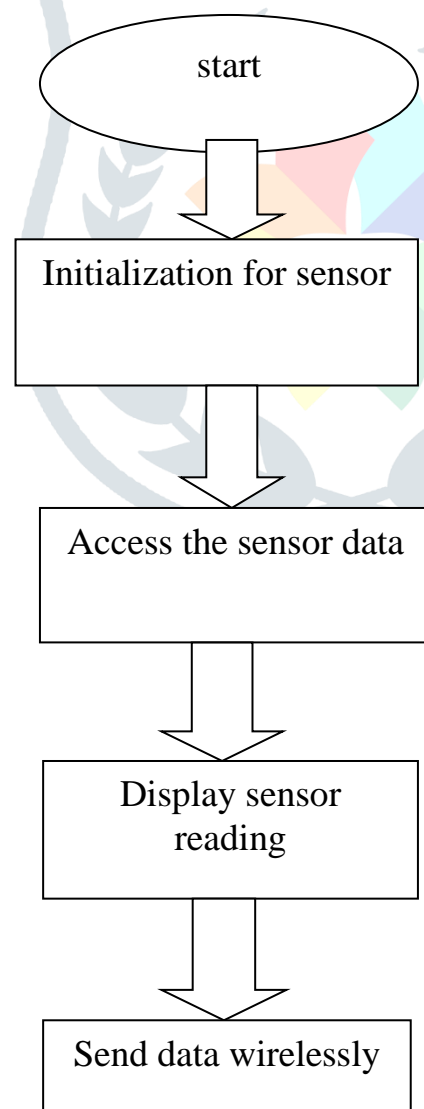 start
Initialization for sensor
Access the sensor data
Display sensor
reading
Send data wirelessly